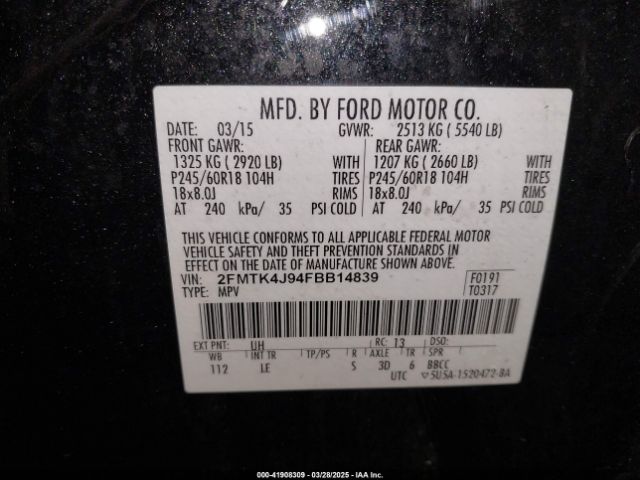 MFD. BY FORD MOTOR CO.
DATE: 03/15 GVWR: 2513 KG ( 5540 LB)
FRONT GAWR: REAR GAWR:
1325 KG ( 2920 LB) WITH 1207 KG ( 2660 LB) WITH
P245/60R18 104H TIRES P245/60R18 104H TIRES
18x8.0J RIMS 18x8.0J RIMS
AT 240 kPa/ 35 PSI COLD AT 240 kPa/ 35 PSI COLD
THIS VEHICLE CONFORMS TO ALL APPLICABLE FEDERAL MOTOR
VEHICLE SAFETY AND THEFT PREVENTION STANDARDS IN
EFFECT ON THE DATE OF MANUFACTURE SHOWN ABOVE.
VIN: 2FMTK4J94FBB14839 F0191
TYPE: MPV T0317
EXT PNT: UH RC: 13 DSO:
WB INT TR TP/PS R AXLE TR SPR
112 LE S 3D 6 BBCC
UTC 5U5A-1520472-BA
000-41908309 - 03/28/2025 - IAA Inc.